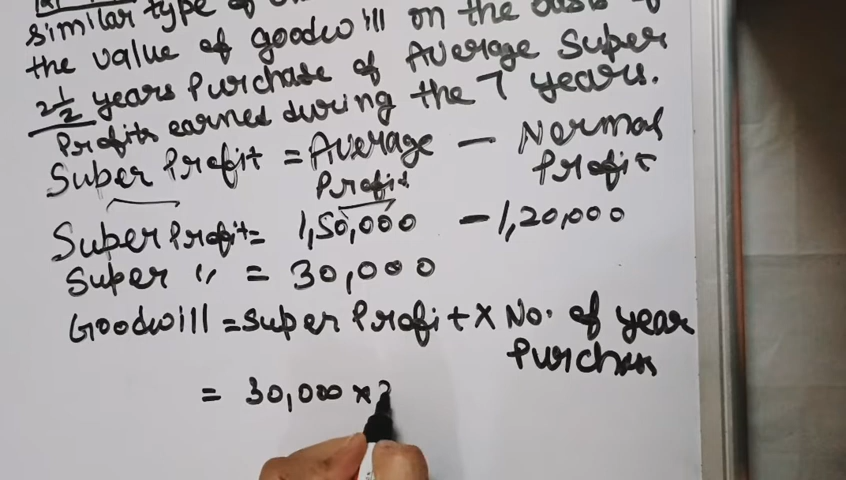 similar type of
the value of goodwill on the basis of
2 1/2 years Purchase of Average Super
Profits earned during the 7 years.
Super Profit = Average Profit — Normal Profit
Super Profit = 1,50,000 — 1,20,000
Super ,, = 30,000
Goodwill = Super Profit × No. of year Purchase
= 30,000 ×